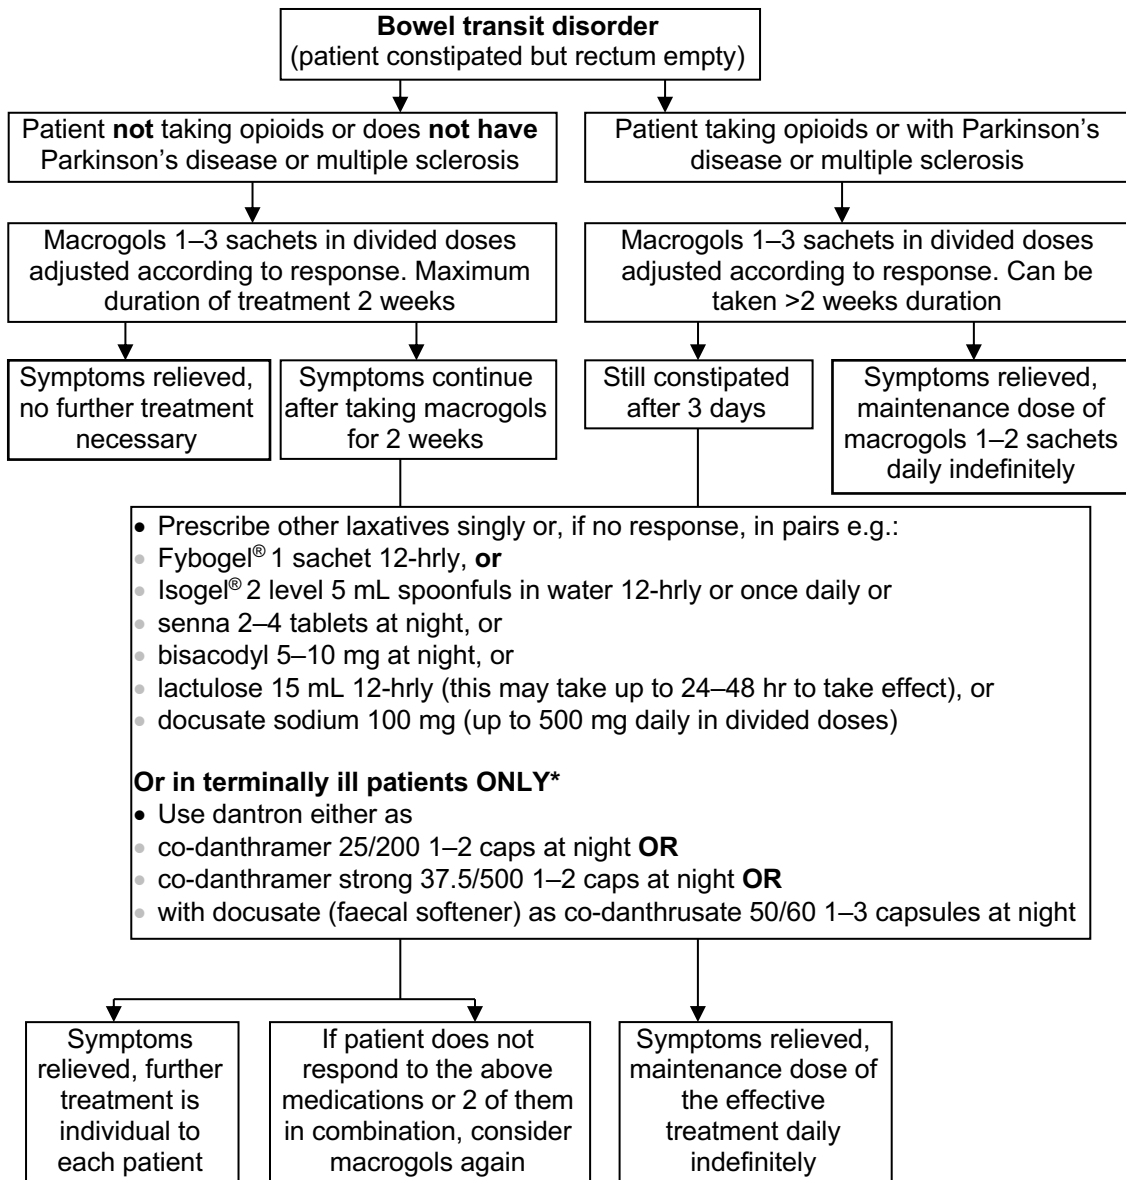 Bowel transit disorder
(patient constipated but rectum empty)
Patient not taking opioids or does not have
Parkinson’s disease or multiple sclerosis
Patient taking opioids or with Parkinson’s
disease or multiple sclerosis
Macrogols 1–3 sachets in divided doses
adjusted according to response. Maximum
duration of treatment 2 weeks
Macrogols 1–3 sachets in divided doses
adjusted according to response. Can be
taken >2 weeks duration
Symptoms relieved,
no further treatment
necessary
Symptoms continue
after taking macrogols
for 2 weeks
Still constipated
after 3 days
Symptoms relieved,
maintenance dose of
macrogols 1–2 sachets
daily indefinitely
• Prescribe other laxatives singly or, if no response, in pairs e.g.:
• Fybogel® 1 sachet 12-hrly, or
• Isogel® 2 level 5 mL spoonfuls in water 12-hrly or once daily or
• senna 2–4 tablets at night, or
• bisacodyl 5–10 mg at night, or
• lactulose 15 mL 12-hrly (this may take up to 24–48 hr to take effect), or
• docusate sodium 100 mg (up to 500 mg daily in divided doses)
Or in terminally ill patients ONLY*
• Use dantron either as
• co-danthramer 25/200 1–2 caps at night OR
• co-danthramer strong 37.5/500 1–2 caps at night OR
• with docusate (faecal softener) as co-danthrusate 50/60 1–3 capsules at night
Symptoms
relieved, further
treatment is
individual to
each patient
If patient does not
respond to the above
medications or 2 of them
in combination, consider
macrogols again
Symptoms relieved,
maintenance dose of
the effective
treatment daily
indefinitely